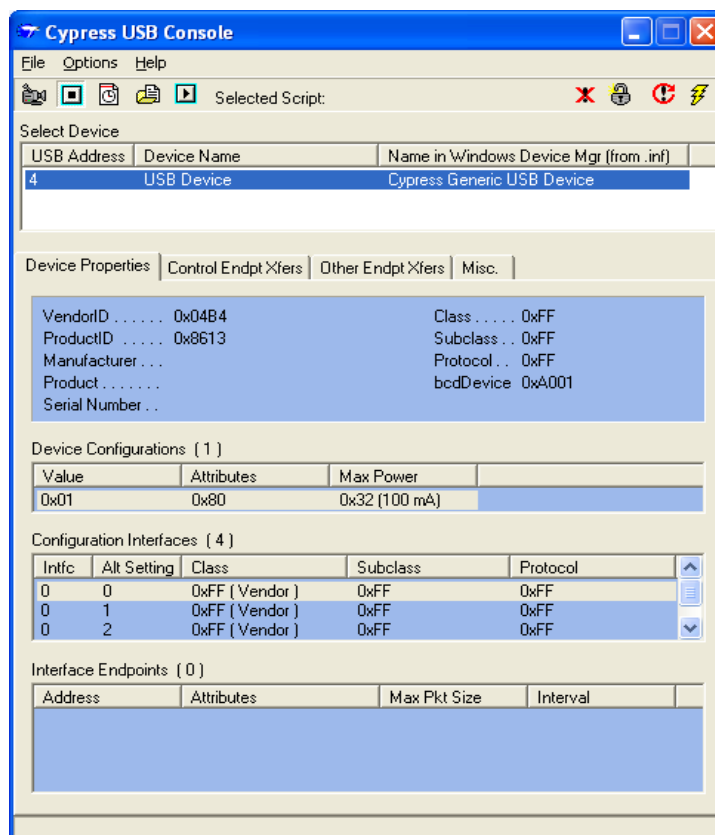 Cypress USB Console
File Options Help
Selected Script:
Select Device
USB Address Device Name Name in Windows Device Mgr (from .inf)
4 USB Device Cypress Generic USB Device
Device Properties Control Endpt Xfers Other Endpt Xfers Misc.
VendorID . . . . . . 0x04B4 Class . . . . . 0xFF
ProductID . . . . . 0x8613 Subclass . . 0xFF
Manufacturer . . . Protocol . . 0xFF
Product . . . . . . . bcdDevice 0xA001
Serial Number . .
Device Configurations ( 1 )
Value Attributes Max Power
0x01 0x80 0x32 (100 mA)
Configuration Interfaces ( 4 )
Intfc Alt Setting Class Subclass Protocol
0 0 0xFF ( Vendor ) 0xFF 0xFF
0 1 0xFF ( Vendor ) 0xFF 0xFF
0 2 0xFF ( Vendor ) 0xFF 0xFF
Interface Endpoints ( 0 )
Address Attributes Max Pkt Size Interval